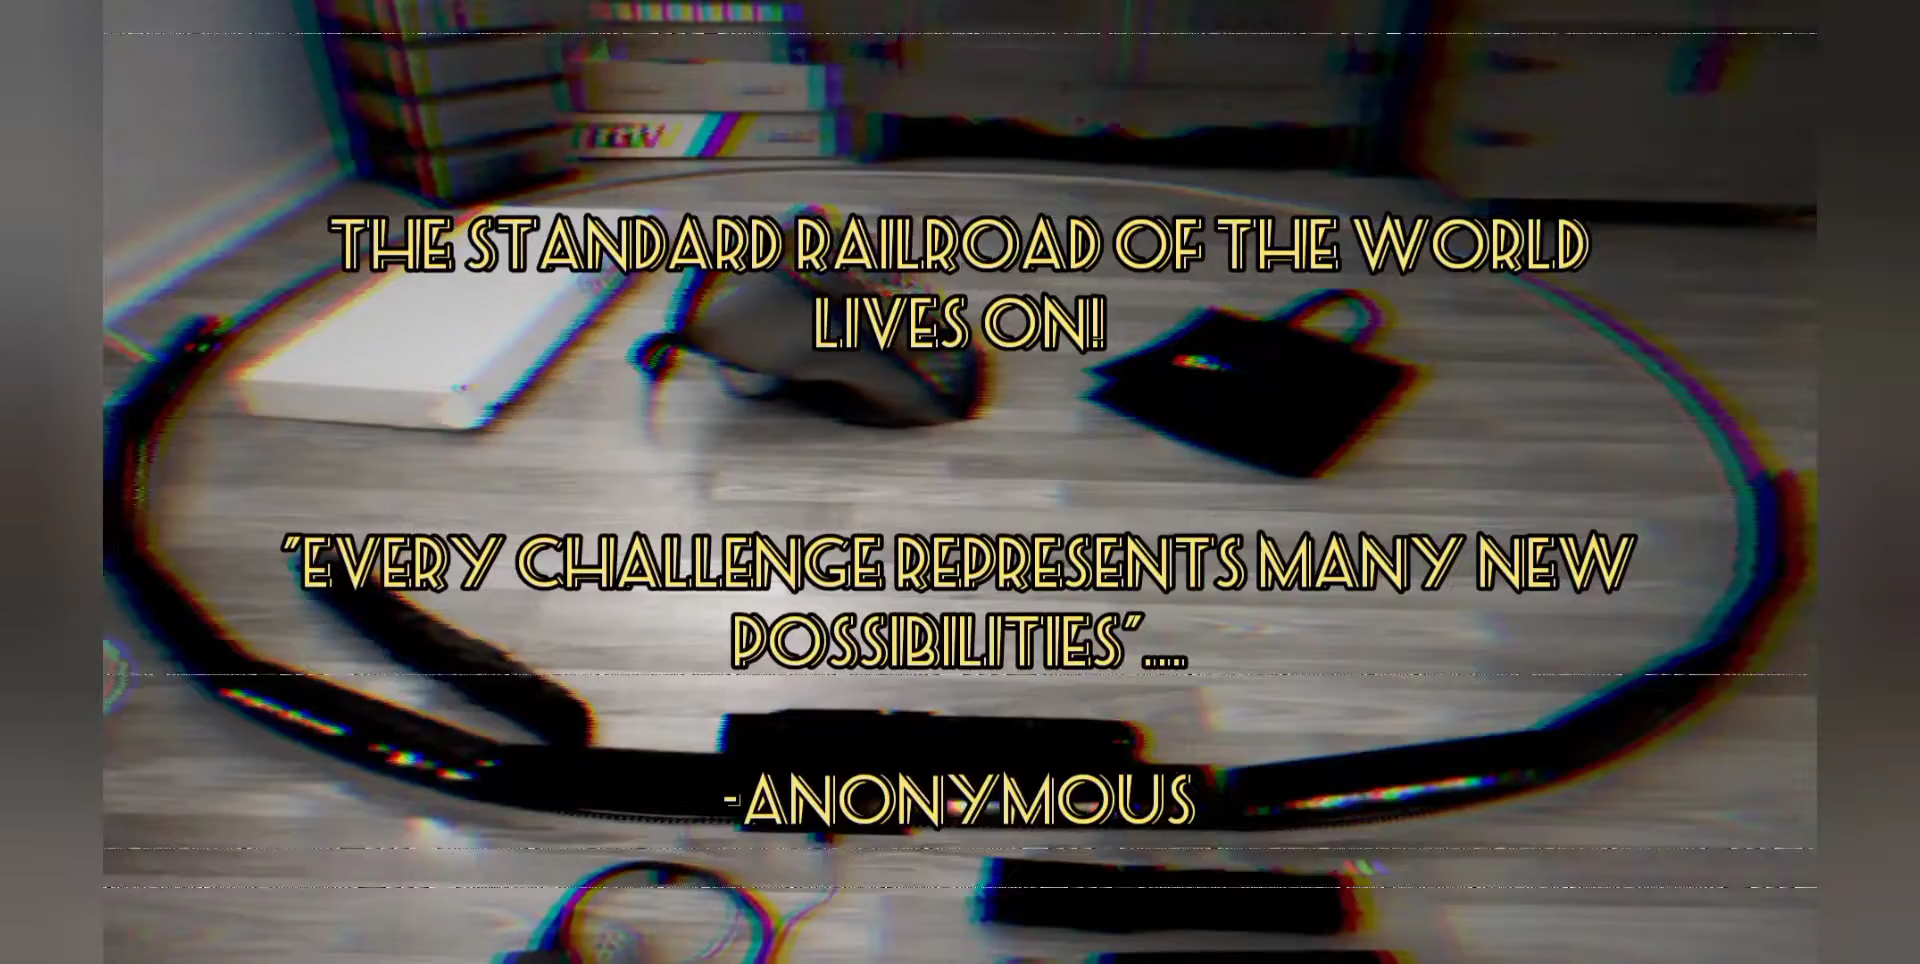 THE STANDARD RAILROAD OF THE WORLD
LIVES ON!
"EVERY CHALLENGE REPRESENTS MANY NEW
POSSIBILITIES"....
-ANONYMOUS